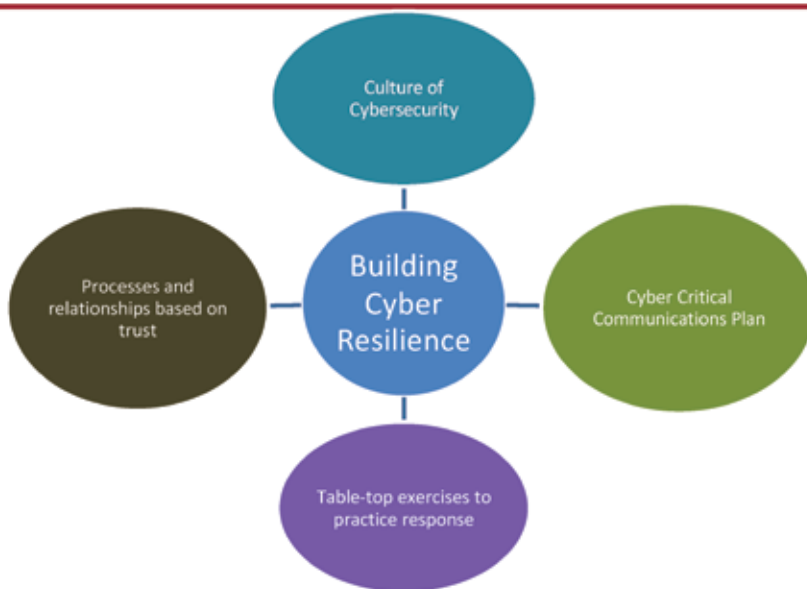 Culture of
Cybersecurity
Processes and
relationships based on
trust
Building
Cyber
Resilience
Cyber Critical
Communications Plan
Table-top exercises to
practice response